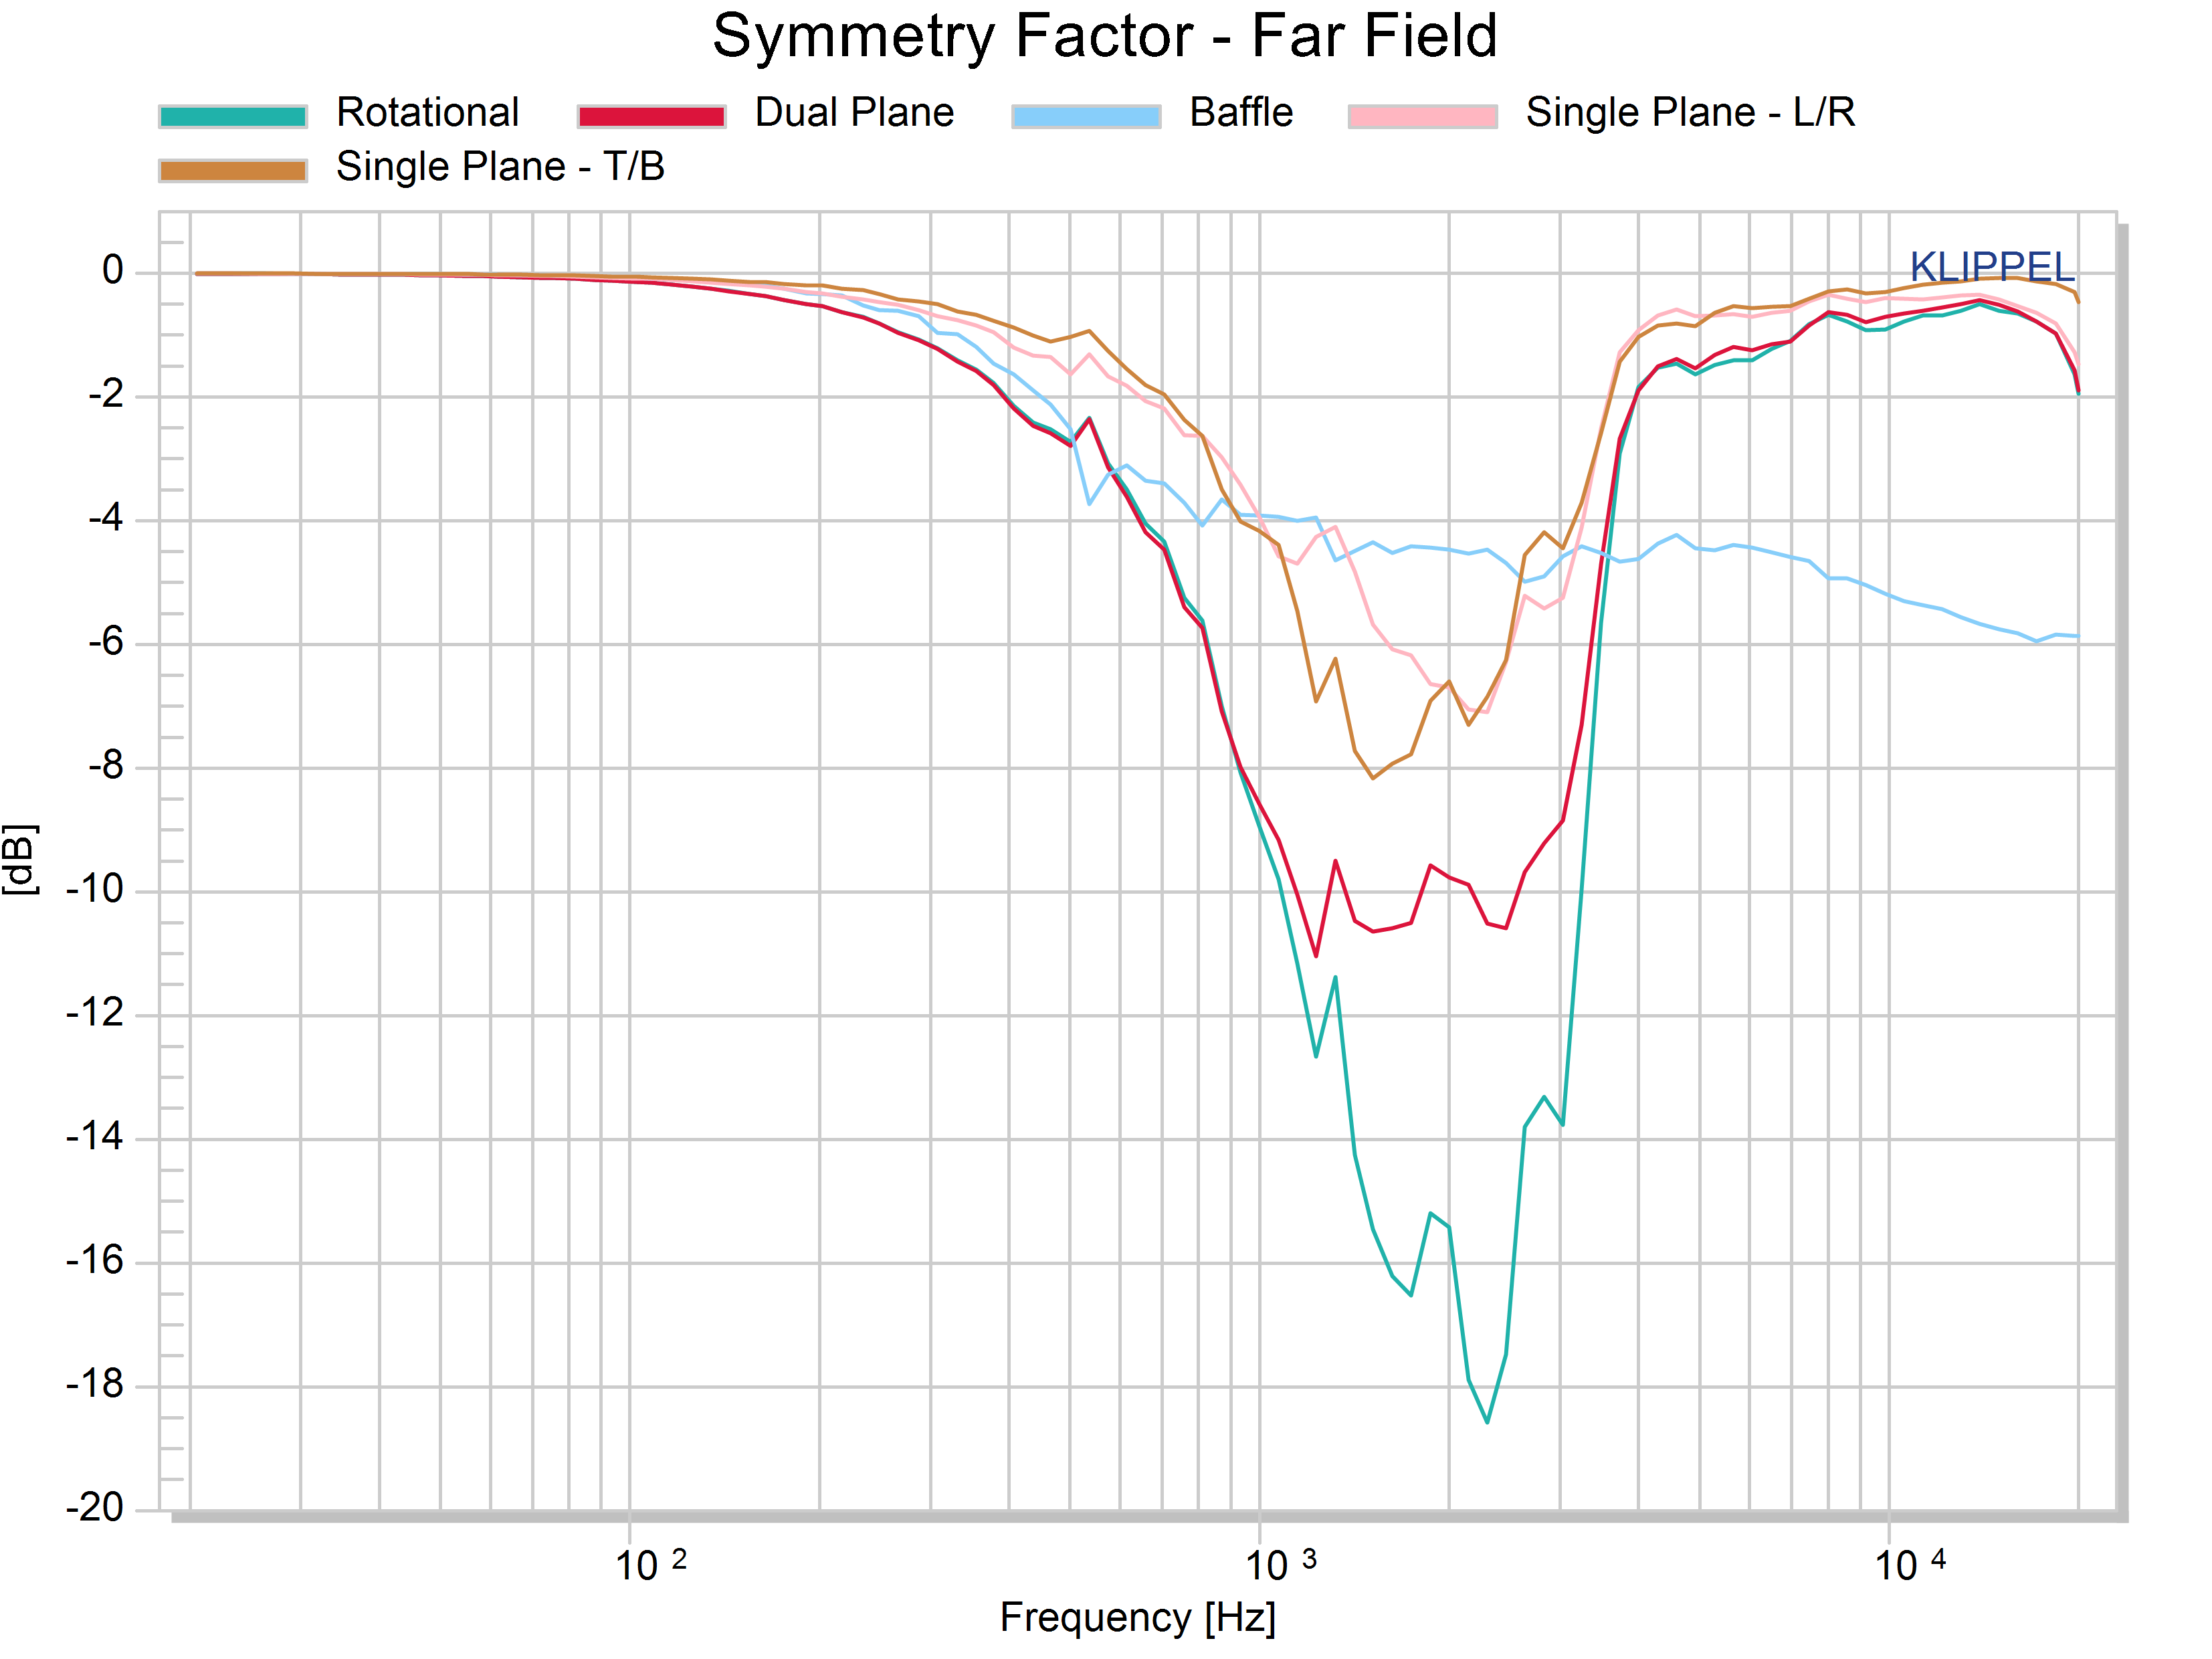 Symmetry Factor - Far Field
Rotational Dual Plane Baffle Single Plane - L/R
Single Plane - T/B
KLIPPEL
0
-2
-4
-6
-8
-10
-12
-14
-16
-18
-20
[dB]
10 2 10 3 10 4
Frequency [Hz]